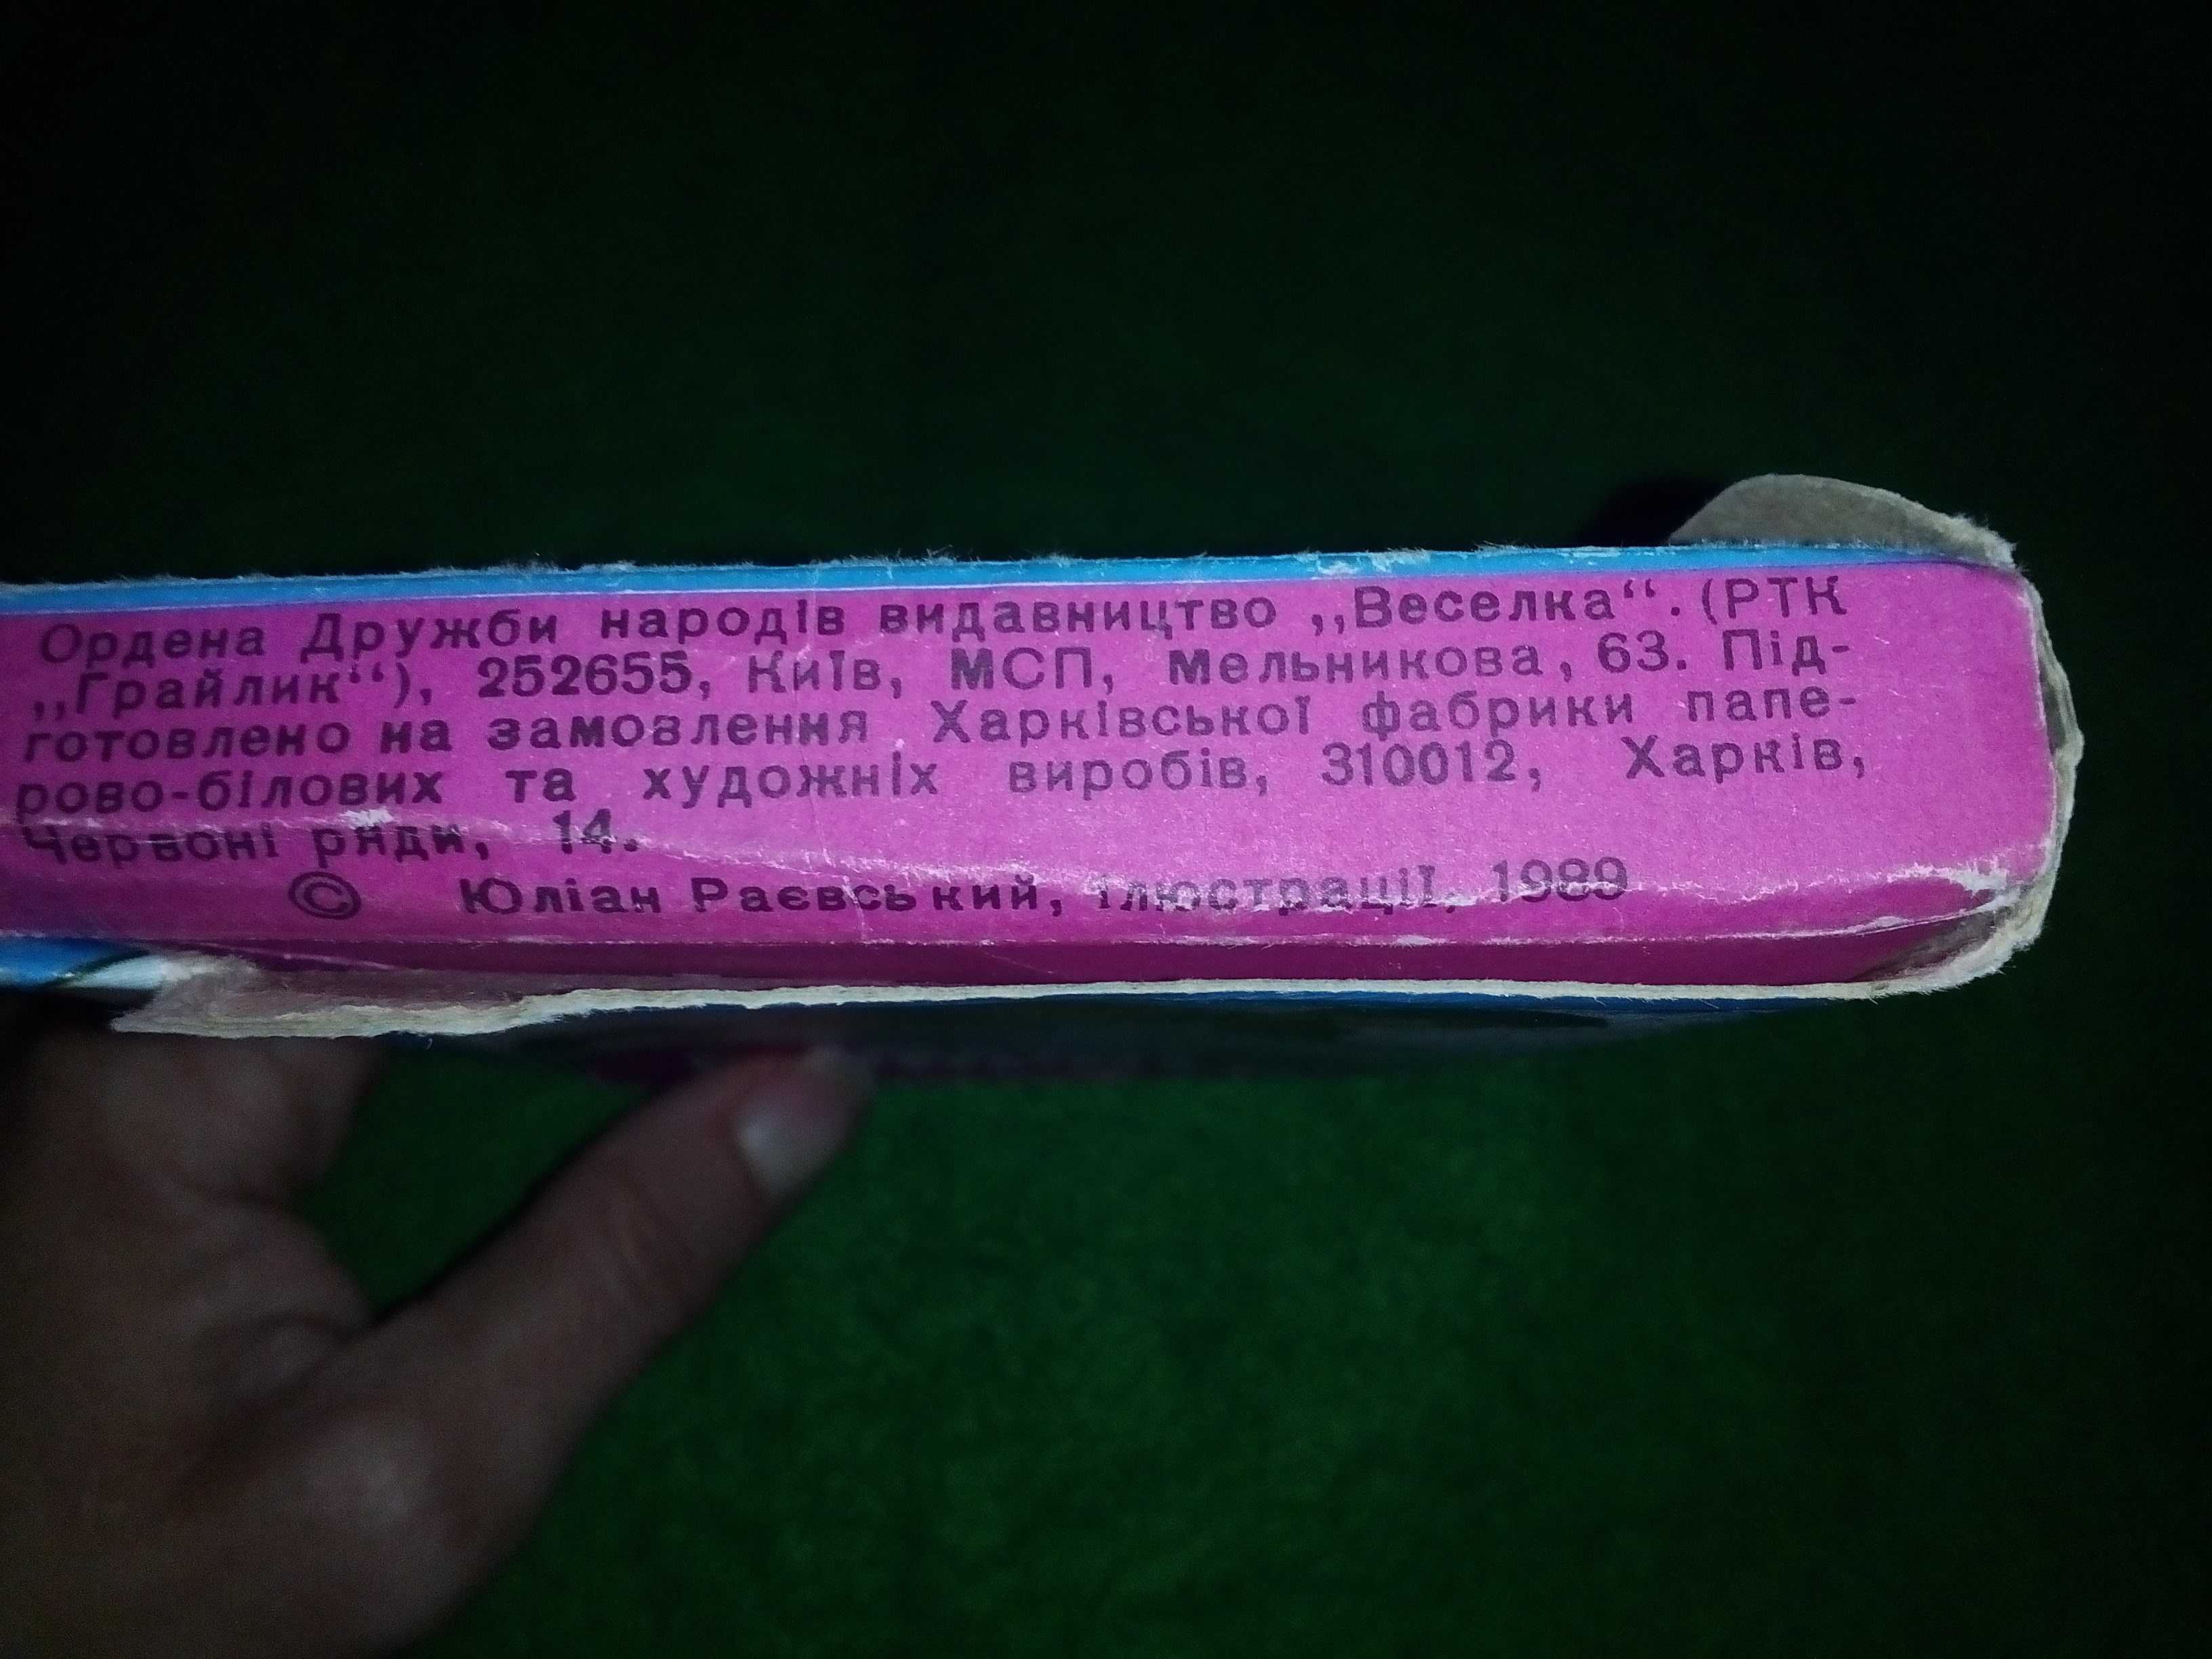 Ордена Дружби народів видавництво ,,Веселка“. (РТК
,,Грайлик“), 252655, Київ, МСП, Мельникова, 63. Під-
готовлено на замовлення Харківської фабрики папе-
рово-білових та художніх виробів, 310012, Харків,
Червоні ряди, 14.
© Юліан Раєвський, ілюстрації, 1989